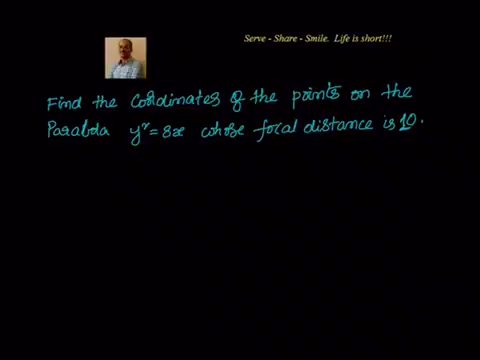 Serve - Share - Smile. Life is short!!!
Find the coordinates of the points on the
Parabola y² = 8x whose focal distance is 10.